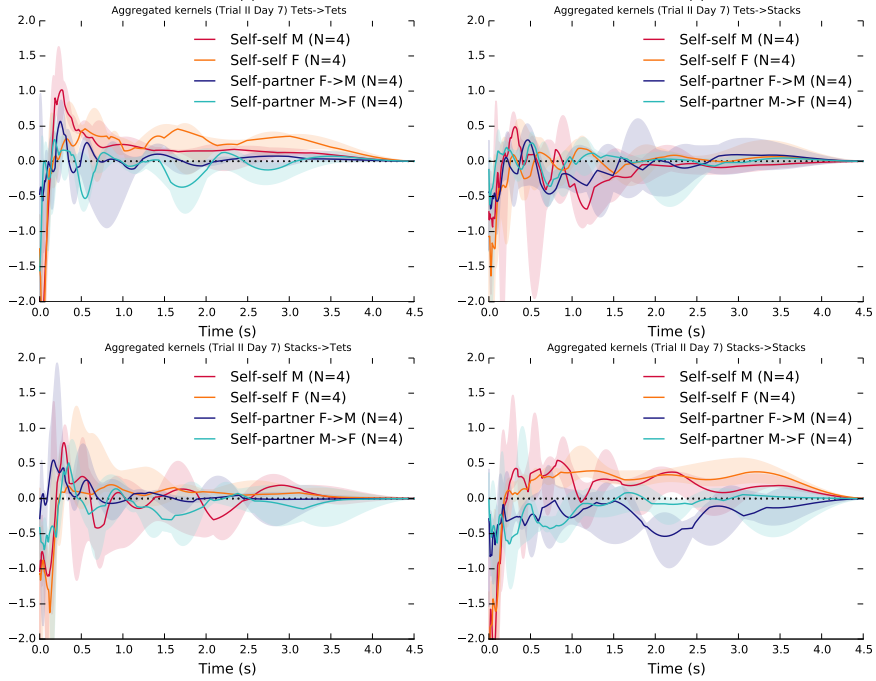 Aggregated kernels (Trial II Day 7) Tets->Tets
2.0
1.5
1.0
0.5
0.0
−0.5
−1.0
−1.5
−2.0
Self-self M (N=4)
Self-self F (N=4)
Self-partner F->M (N=4)
Self-partner M->F (N=4)
0.0 0.5 1.0 1.5 2.0 2.5 3.0 3.5 4.0 4.5
Time (s)
Aggregated kernels (Trial II Day 7) Tets->Stacks
2.0
1.5
1.0
0.5
0.0
−0.5
−1.0
−1.5
−2.0
Self-self M (N=4)
Self-self F (N=4)
Self-partner F->M (N=4)
Self-partner M->F (N=4)
0.0 0.5 1.0 1.5 2.0 2.5 3.0 3.5 4.0 4.5
Time (s)
Aggregated kernels (Trial II Day 7) Stacks->Tets
2.0
1.5
1.0
0.5
0.0
−0.5
−1.0
−1.5
−2.0
Self-self M (N=4)
Self-self F (N=4)
Self-partner F->M (N=4)
Self-partner M->F (N=4)
0.0 0.5 1.0 1.5 2.0 2.5 3.0 3.5 4.0 4.5
Time (s)
Aggregated kernels (Trial II Day 7) Stacks->Stacks
2.0
1.5
1.0
0.5
0.0
−0.5
−1.0
−1.5
−2.0
Self-self M (N=4)
Self-self F (N=4)
Self-partner F->M (N=4)
Self-partner M->F (N=4)
0.0 0.5 1.0 1.5 2.0 2.5 3.0 3.5 4.0 4.5
Time (s)